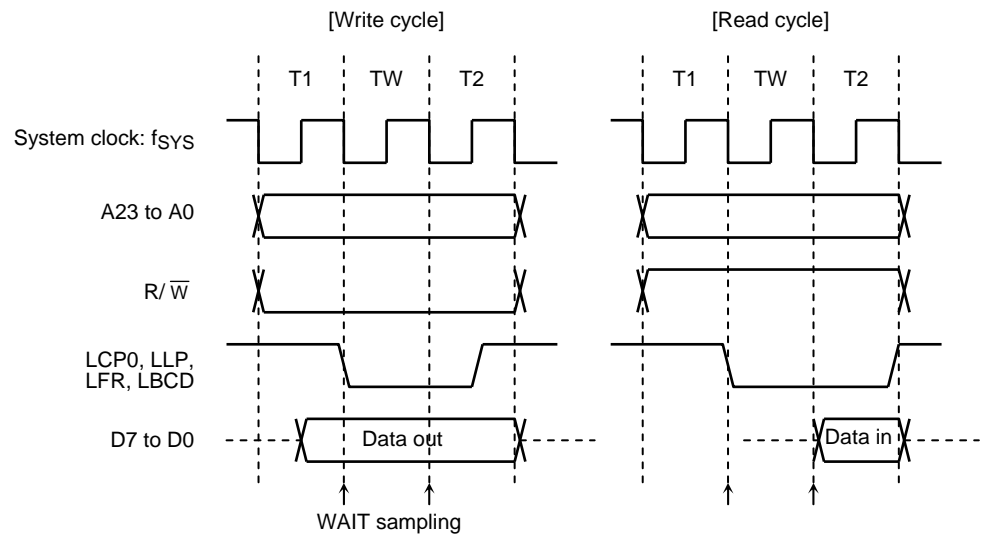 [Write cycle]
[Read cycle]
T1 TW T2
T1 TW T2
System clock: fSYS
A23 to A0
R/ W̅
LCP0, LLP,
LFR, LBCD
D7 to D0
Data out
Data in
WAIT sampling